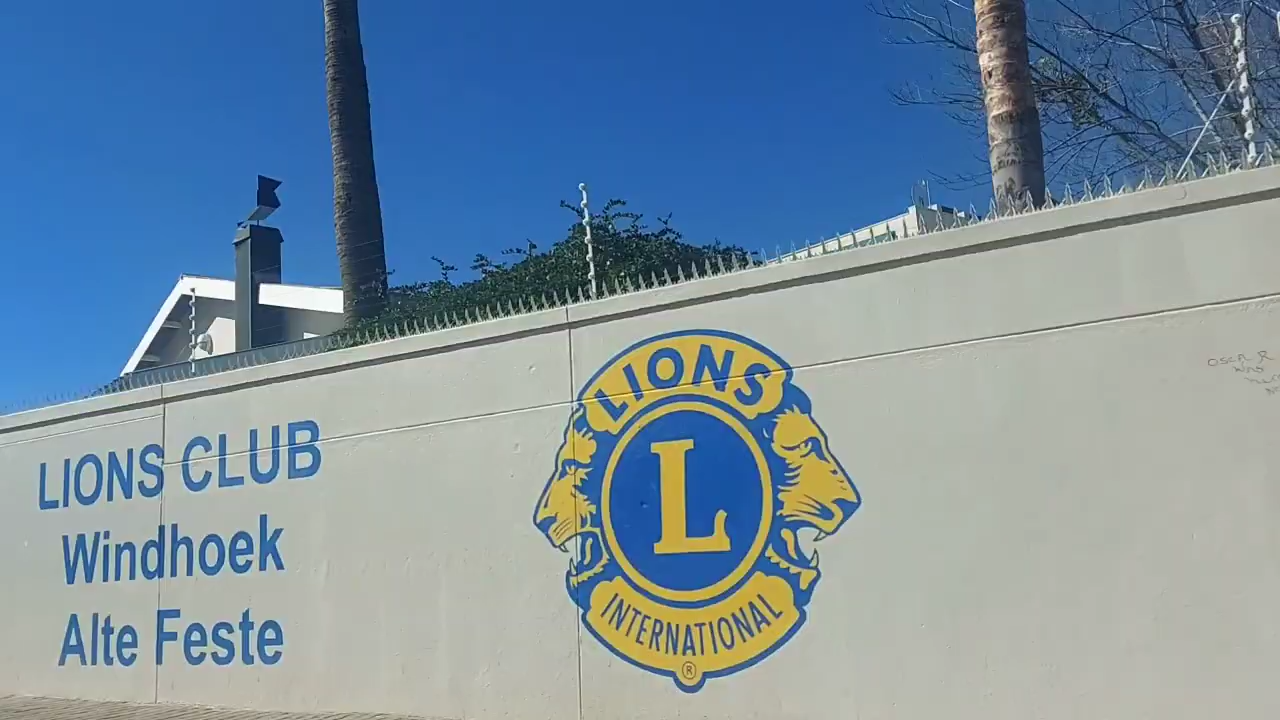 LIONS CLUB
Windhoek
Alte Feste
LIONS
L
INTERNATIONAL
®